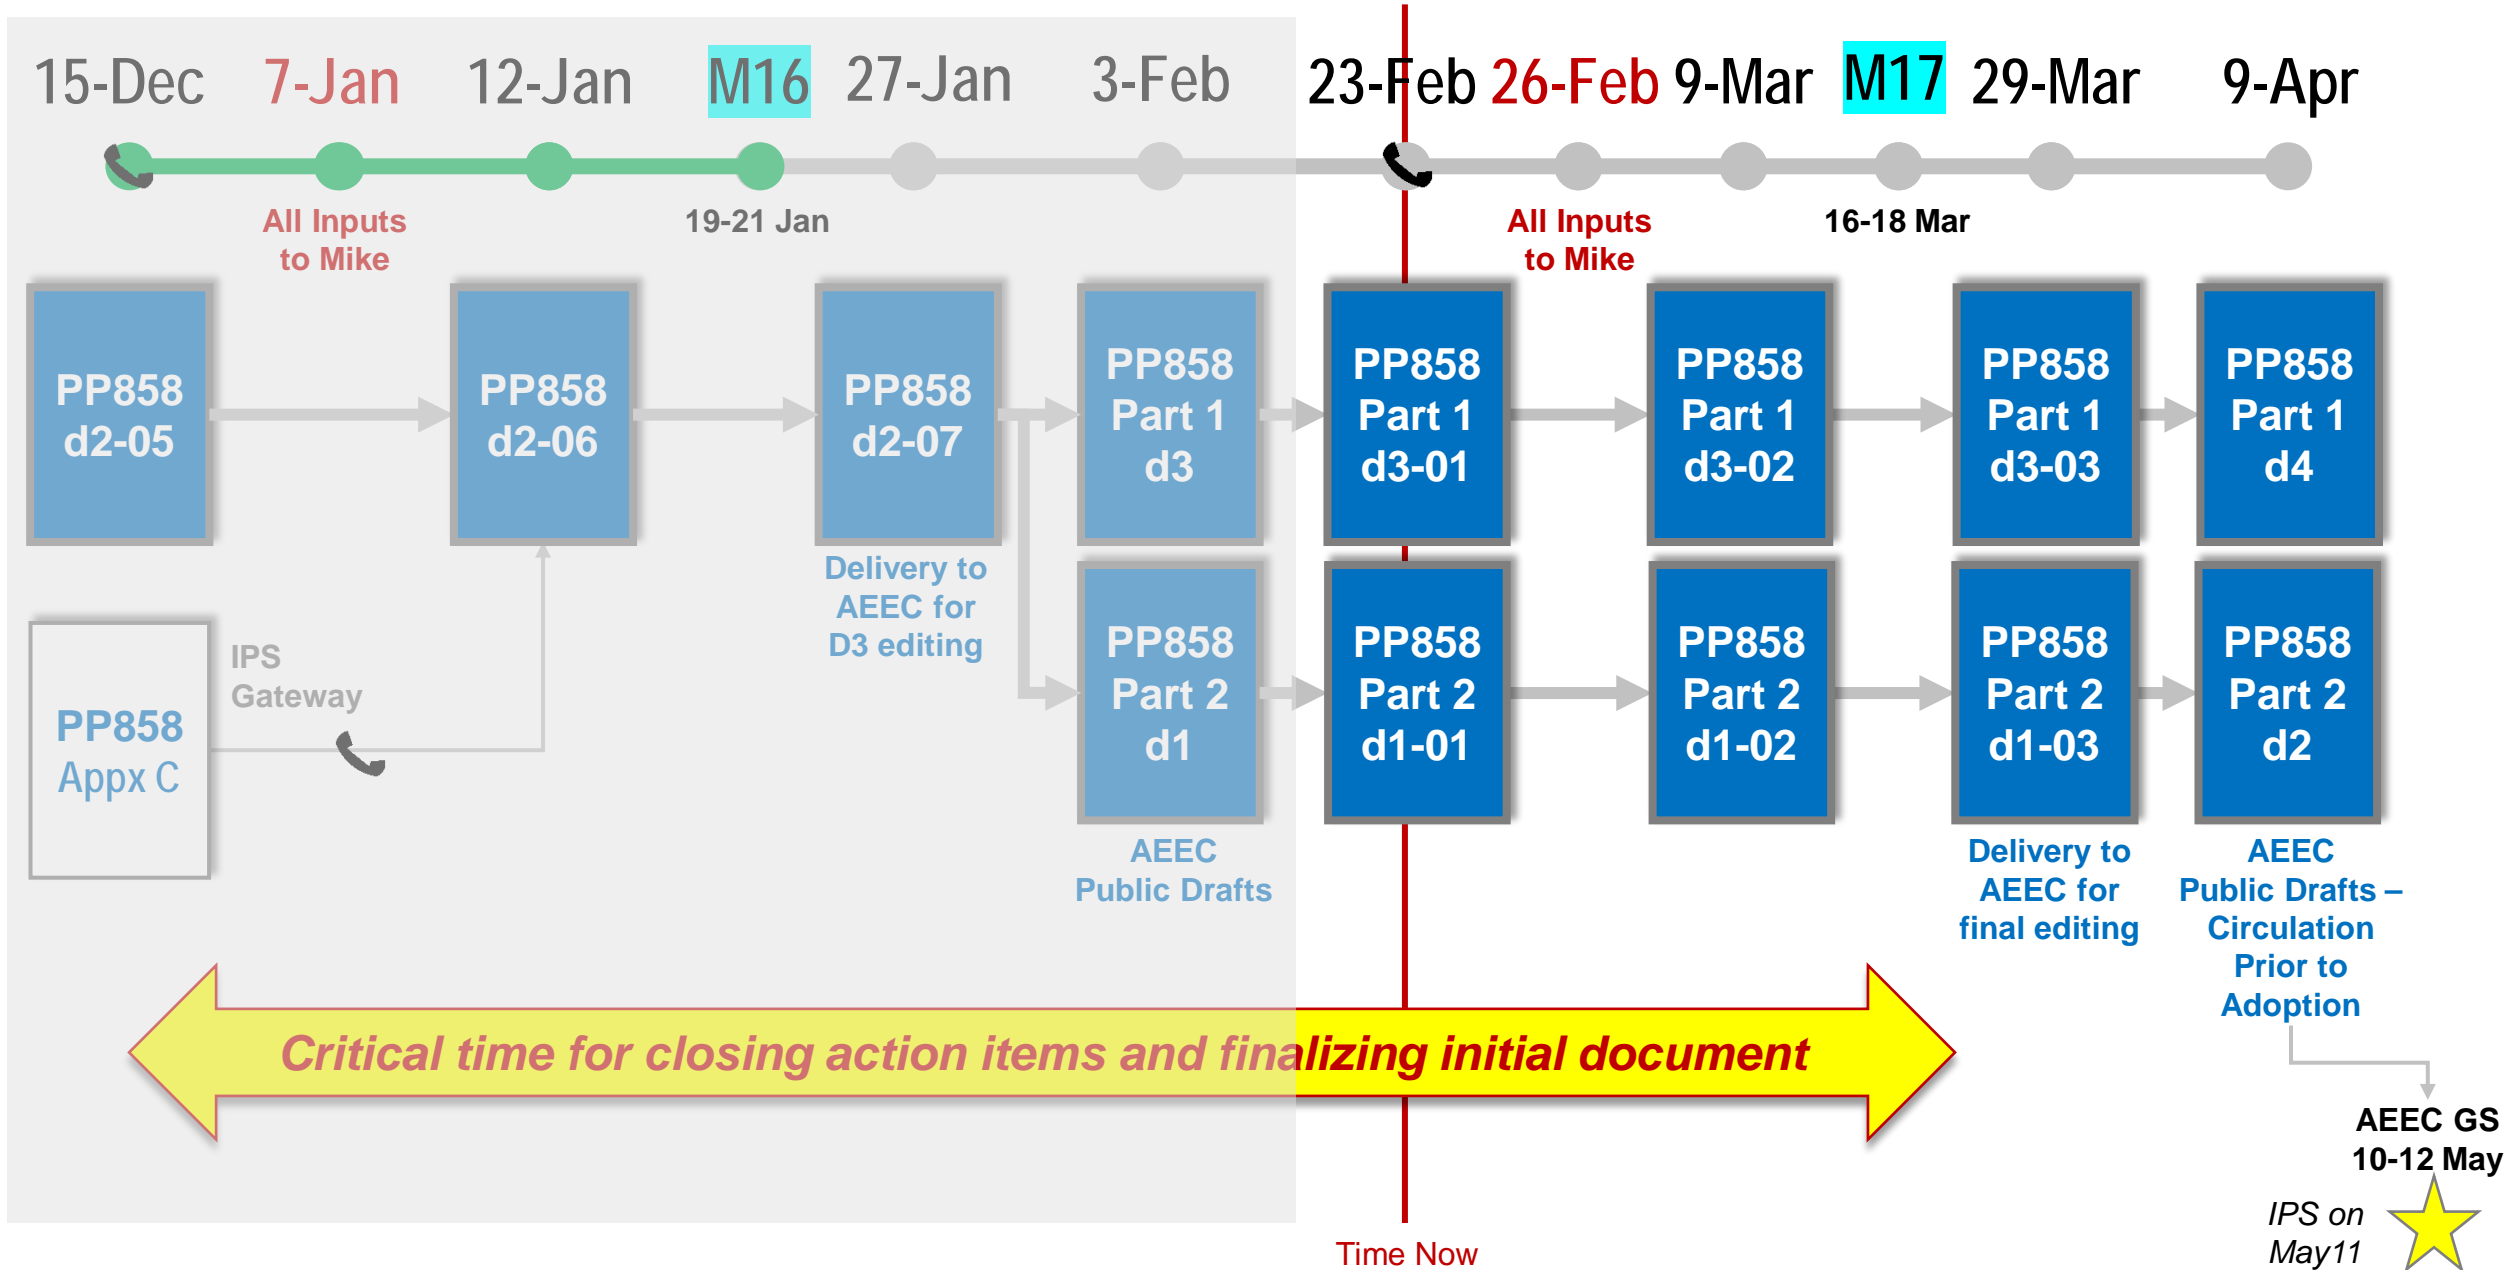 15-Dec 7-Jan 12-Jan M16 27-Jan 3-Feb 23-Feb 26-Feb 9-Mar M17 29-Mar 9-Apr
All Inputs
to Mike
19-21 Jan
All Inputs
to Mike
16-18 Mar
PP858
d2-05
PP858
d2-06
PP858
d2-07
PP858
Part 1
d3
PP858
Part 1
d3-01
PP858
Part 1
d3-02
PP858
Part 1
d3-03
PP858
Part 1
d4
Delivery to
AEEC for
D3 editing
PP858
Appx C
IPS
Gateway
PP858
Part 2
d1
PP858
Part 2
d1-01
PP858
Part 2
d1-02
PP858
Part 2
d1-03
PP858
Part 2
d2
AEEC
Public Drafts
Delivery to
AEEC for
final editing
AEEC
Public Drafts –
Circulation
Prior to
Adoption
Critical time for closing action items and finalizing initial document
AEEC GS
10-12 May
IPS on
May11
Time Now